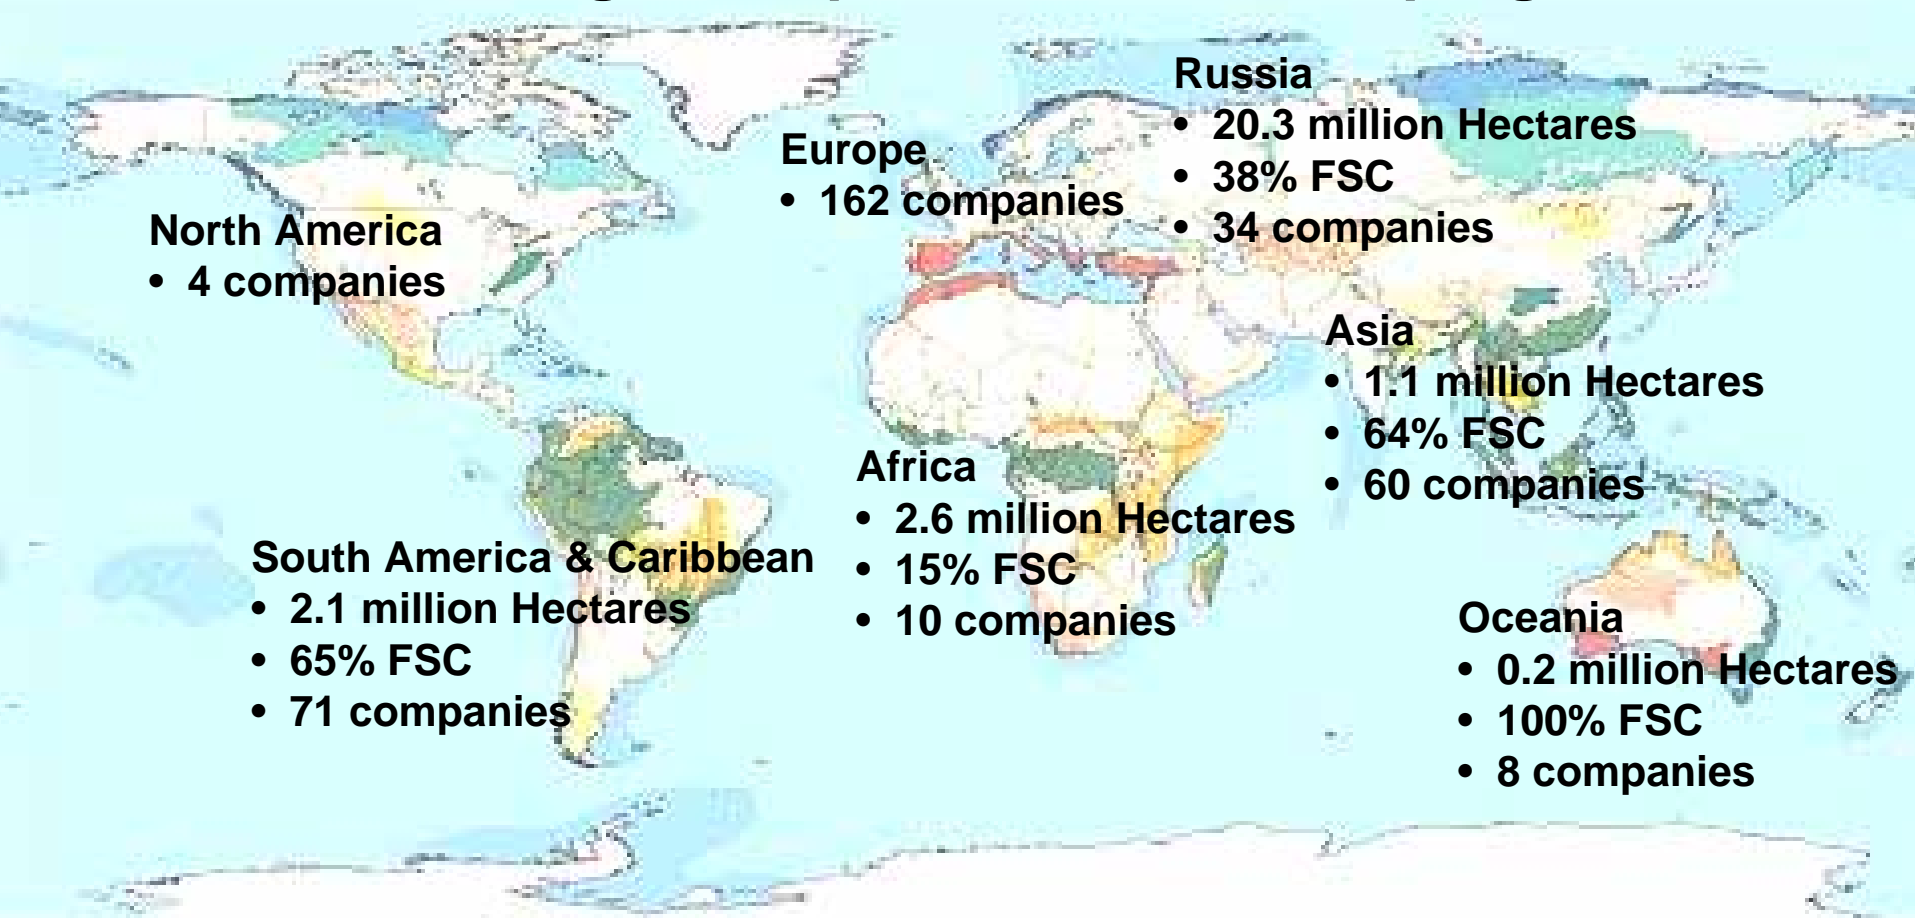 Russia
• 20.3 million Hectares
• 38% FSC
• 34 companies
Europe
• 162 companies
North America
• 4 companies
Asia
• 1.1 million Hectares
• 64% FSC
• 60 companies
Africa
• 2.6 million Hectares
• 15% FSC
• 10 companies
South America & Caribbean
• 2.1 million Hectares
• 65% FSC
• 71 companies
Oceania
• 0.2 million Hectares
• 100% FSC
• 8 companies